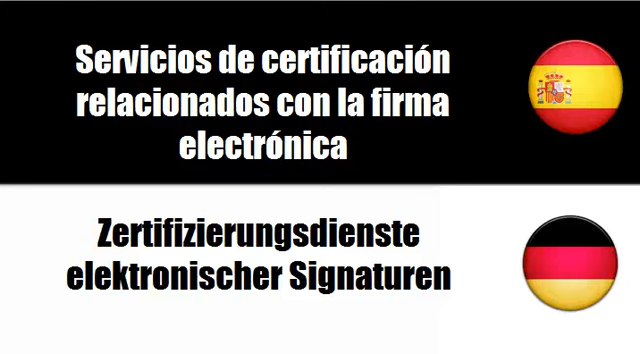 Servicios de certificación
relacionados con la firma
electrónica
Zertifizierungsdienste
elektronischer Signaturen